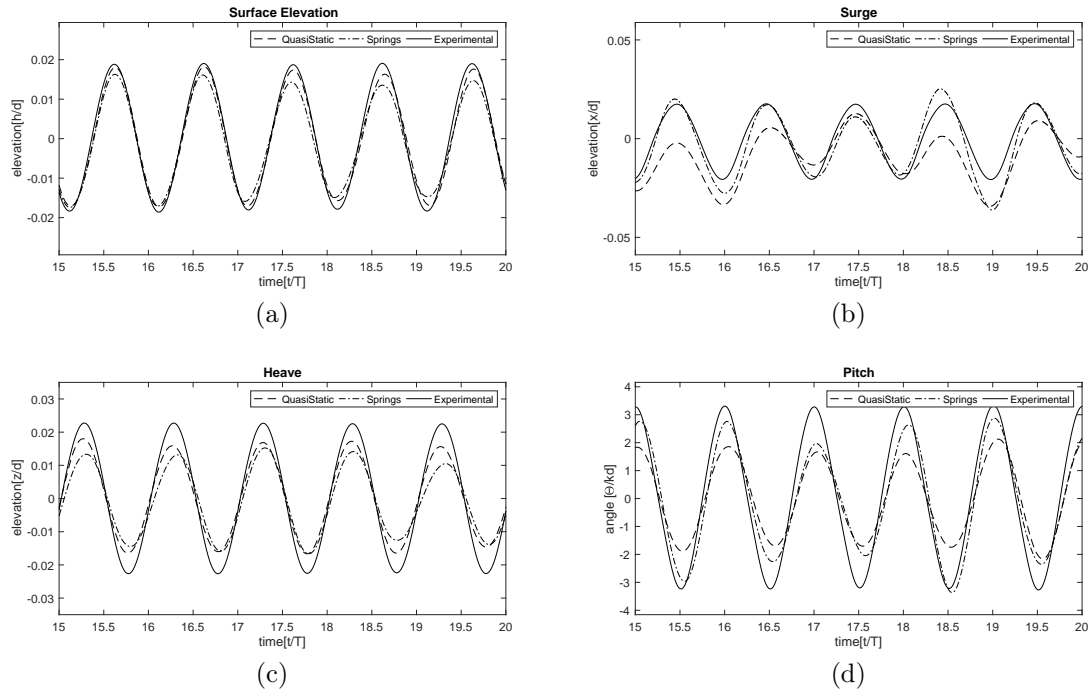 Surface Elevation
QuasiStatic Springs Experimental
0.02
0.01
0
-0.01
-0.02
elevation[h/d]
15 15.5 16 16.5 17 17.5 18 18.5 19 19.5 20
time[t/T]
(a)
Surge
QuasiStatic Springs Experimental
0.05
0
-0.05
elevation[x/d]
15 15.5 16 16.5 17 17.5 18 18.5 19 19.5 20
time[t/T]
(b)
Heave
QuasiStatic Springs Experimental
0.03
0.02
0.01
0
-0.01
-0.02
-0.03
elevation[z/d]
15 15.5 16 16.5 17 17.5 18 18.5 19 19.5 20
time[t/T]
(c)
Pitch
QuasiStatic Springs Experimental
4
3
2
1
0
-1
-2
-3
-4
angle [Θ/kd]
15 15.5 16 16.5 17 17.5 18 18.5 19 19.5 20
time[t/T]
(d)